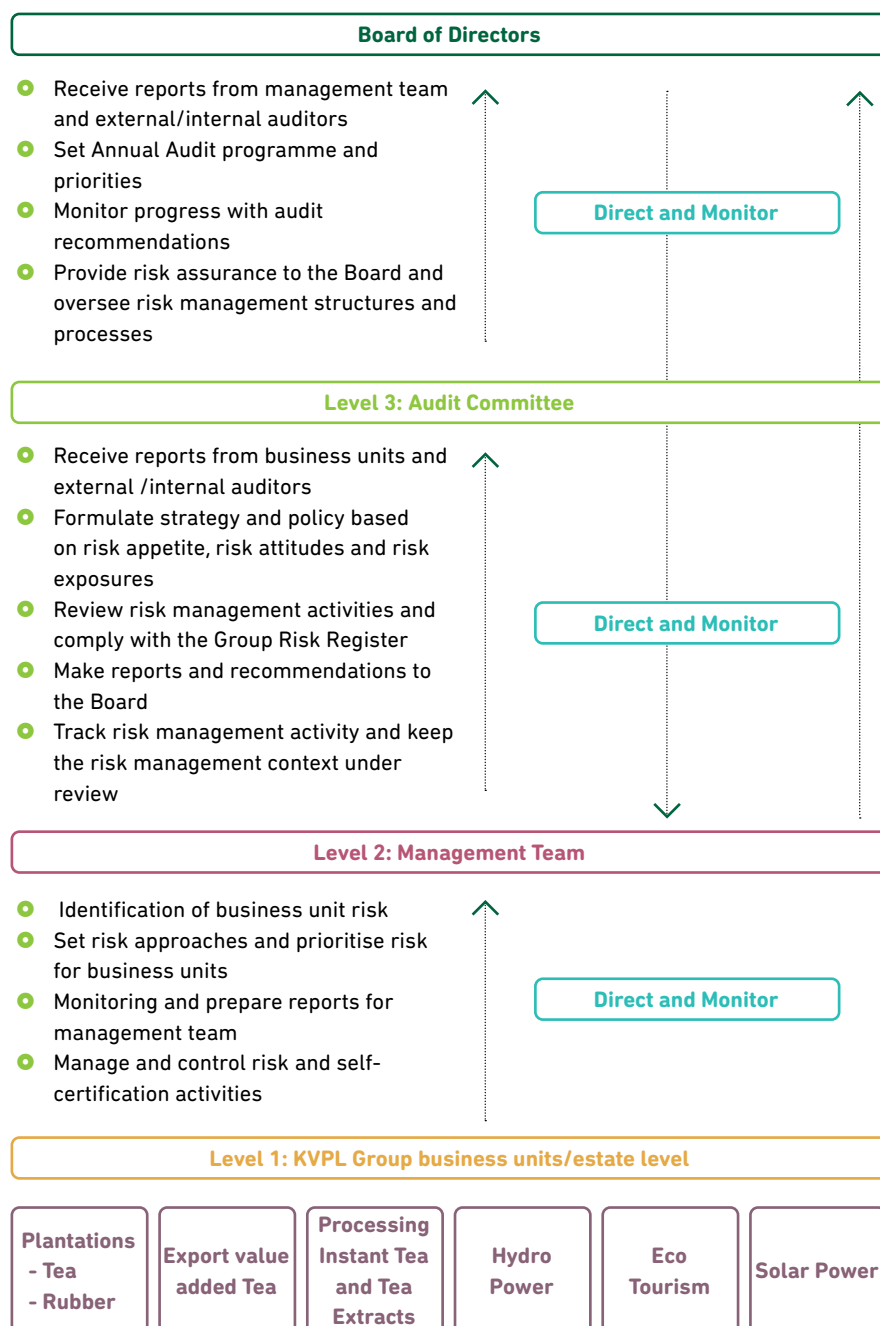 Board of Directors
Receive reports from management team
and external/internal auditors
Set Annual Audit programme and
priorities
Monitor progress with audit
recommendations
Provide risk assurance to the Board and
oversee risk management structures and
processes
Direct and Monitor
Level 3: Audit Committee
Receive reports from business units and
external /internal auditors
Formulate strategy and policy based
on risk appetite, risk attitudes and risk
exposures
Review risk management activities and
comply with the Group Risk Register
Make reports and recommendations to
the Board
Track risk management activity and keep
the risk management context under
review
Direct and Monitor
Level 2: Management Team
Identification of business unit risk
Set risk approaches and prioritise risk
for business units
Monitoring and prepare reports for
management team
Manage and control risk and self-
certification activities
Direct and Monitor
Level 1: KVPL Group business units/estate level
Plantations
- Tea
- Rubber
Export value
added Tea
Processing
Instant Tea
and Tea
Extracts
Hydro
Power
Eco
Tourism
Solar Power